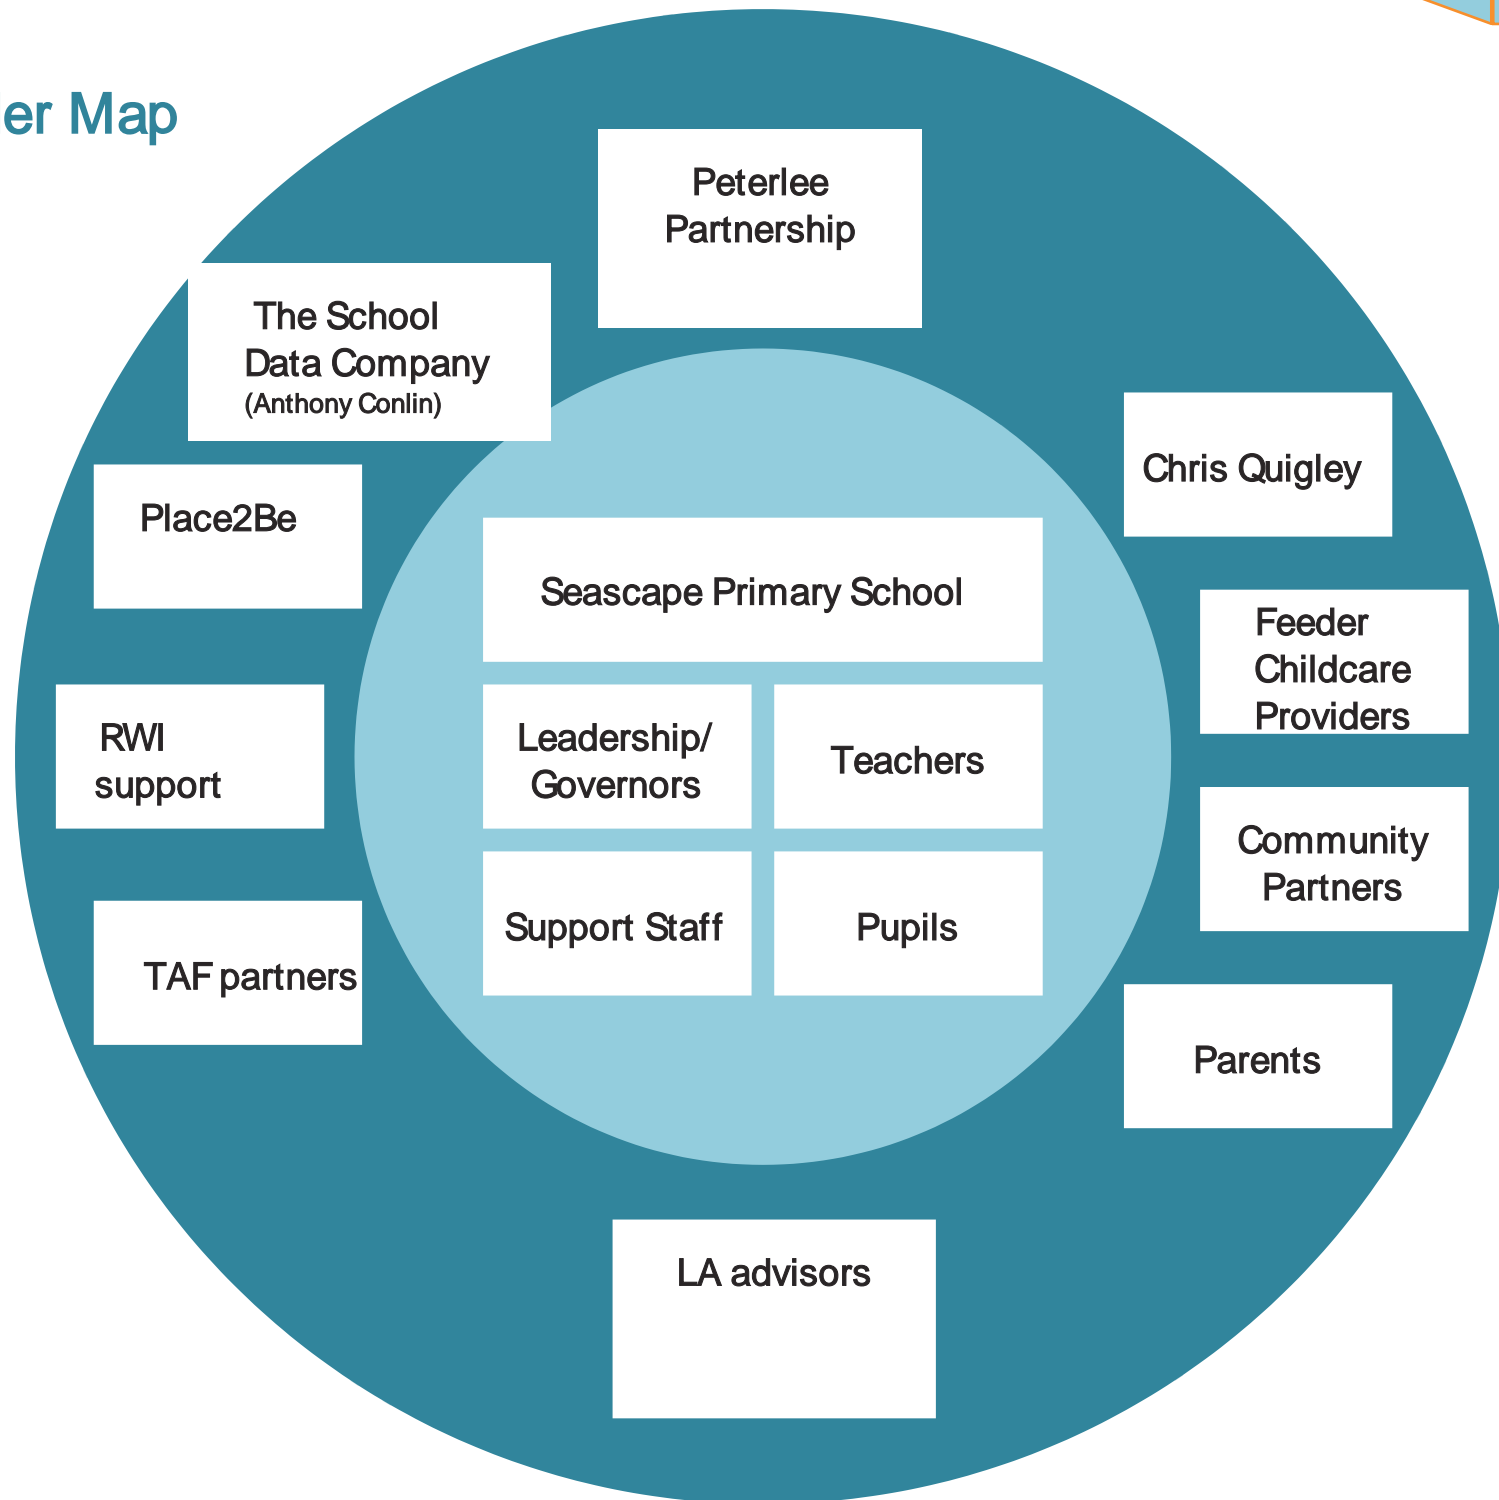 er Map
Peterlee
Partnership
The School
Data Company
(Anthony Conlin)
Chris Quigley
Place2Be
Seascape Primary School
Feeder
Childcare
Providers
RWI
support
Leadership/
Governors
Teachers
Community
Partners
Support Staff
Pupils
TAF partners
Parents
LA advisors